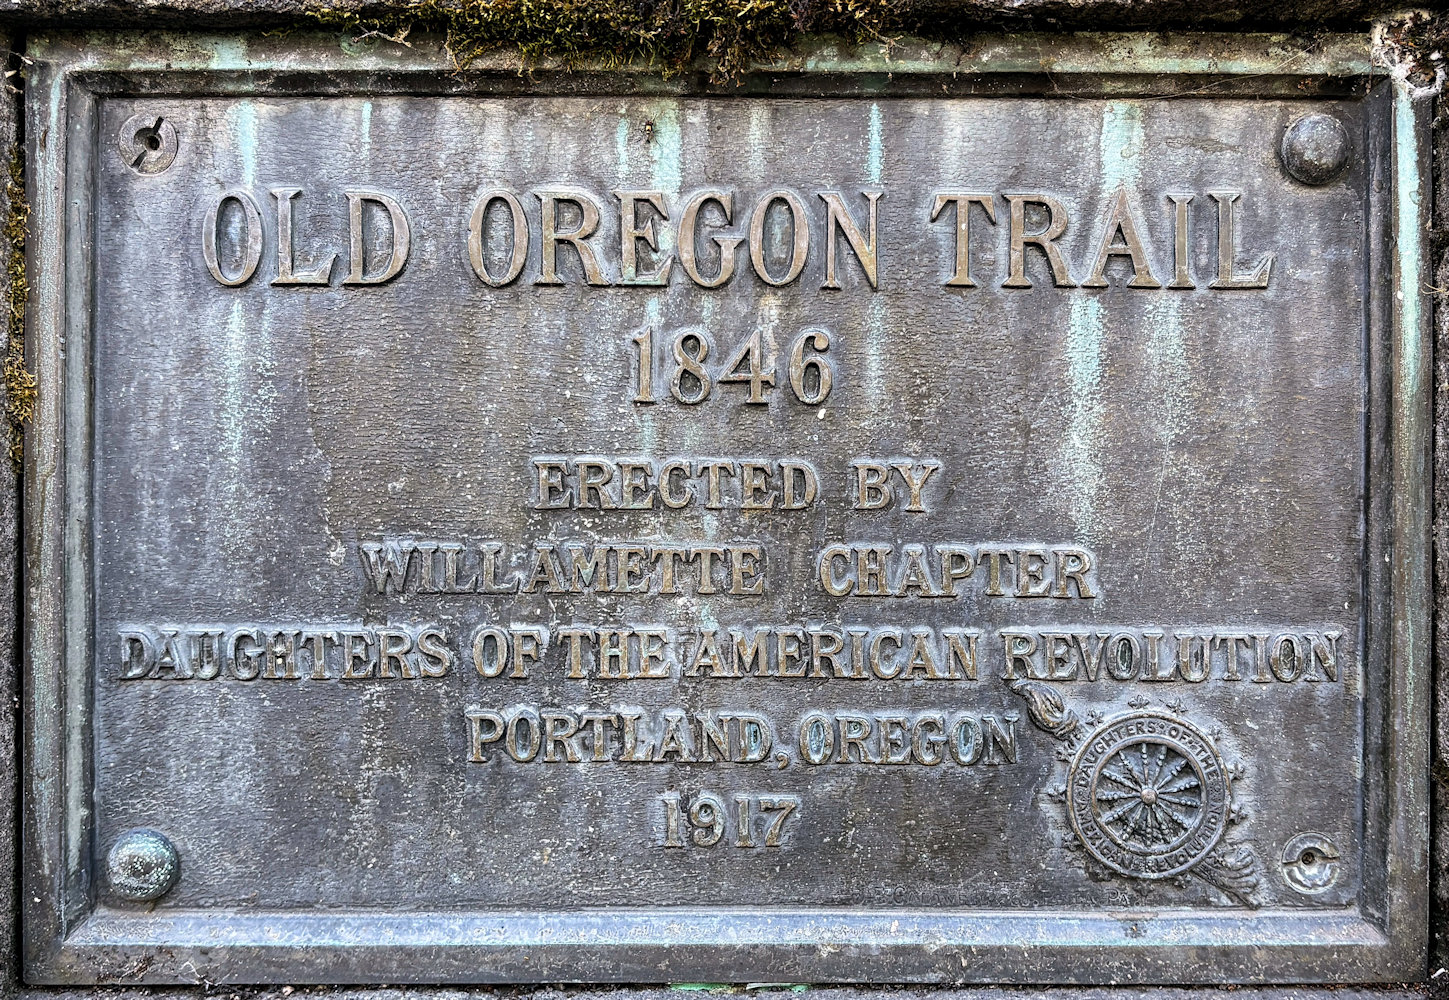 OLD OREGON TRAIL
1846
ERECTED BY
WILLAMETTE CHAPTER
DAUGHTERS OF THE AMERICAN REVOLUTION
PORTLAND, OREGON
1917
DAUGHTERS·OF·THE
AMERICAN REVOLUTION